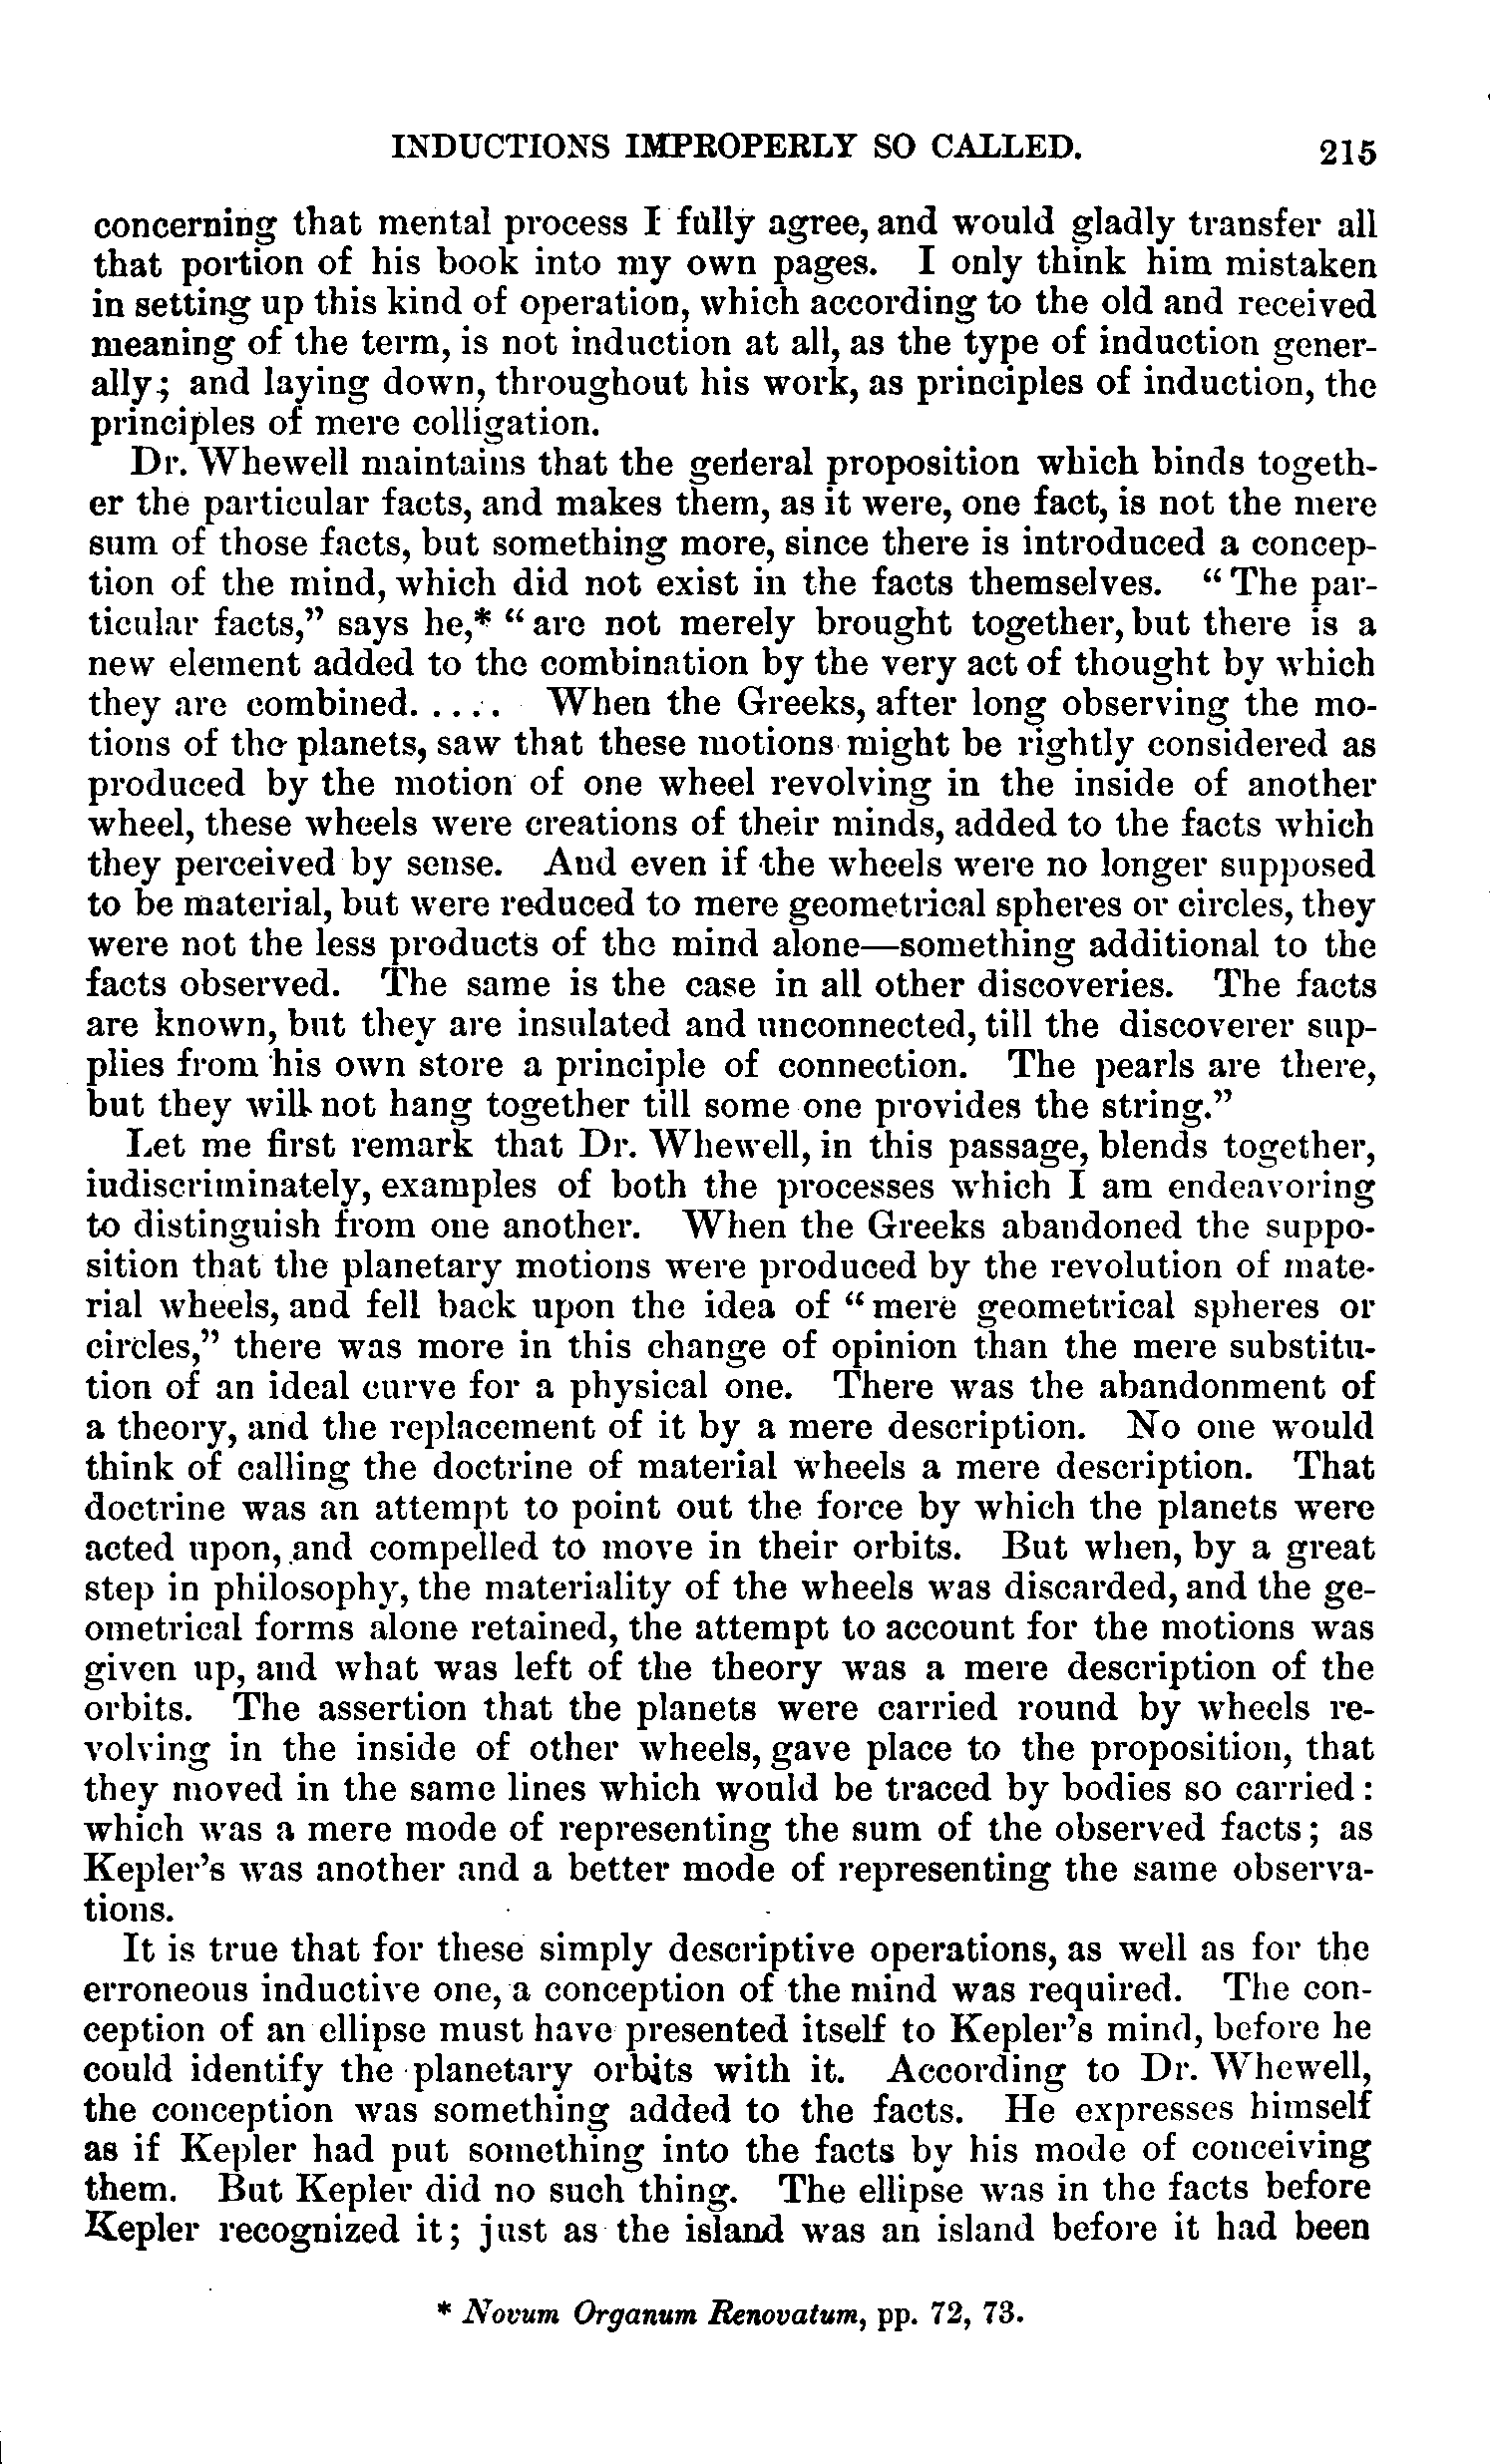 INDUCTIONS IMPROPERLY SO CALLED. 215
concerning that mental process I fully agree, and would gladly transfer all
that portion of his book into my own pages. I only think him mistaken
in setting up this kind of operation, which according to the old and received
meaning of the term, is not induction at all, as the type of induction gener-
ally; and laying down, throughout his work, as principles of induction, the
principles of mere colligation.
Dr. Whewell maintains that the general proposition which binds togeth-
er the particular facts, and makes them, as it were, one fact, is not the mere
sum of those facts, but something more, since there is introduced a concep-
tion of the mind, which did not exist in the facts themselves. “The par-
ticular facts,” says he,* “are not merely brought together, but there is a
new element added to the combination by the very act of thought by which
they are combined. .... When the Greeks, after long observing the mo-
tions of the planets, saw that these motions might be rightly considered as
produced by the motion of one wheel revolving in the inside of another
wheel, these wheels were creations of their minds, added to the facts which
they perceived by sense. And even if the wheels were no longer supposed
to be material, but were reduced to mere geometrical spheres or circles, they
were not the less products of the mind alone—something additional to the
facts observed. The same is the case in all other discoveries. The facts
are known, but they are insulated and unconnected, till the discoverer sup-
plies from his own store a principle of connection. The pearls are there,
but they will not hang together till some one provides the string.”
Let me first remark that Dr. Whewell, in this passage, blends together,
indiscriminately, examples of both the processes which I am endeavoring
to distinguish from one another. When the Greeks abandoned the suppo-
sition that the planetary motions were produced by the revolution of mate-
rial wheels, and fell back upon the idea of “mere geometrical spheres or
circles,” there was more in this change of opinion than the mere substitu-
tion of an ideal curve for a physical one. There was the abandonment of
a theory, and the replacement of it by a mere description. No one would
think of calling the doctrine of material wheels a mere description. That
doctrine was an attempt to point out the force by which the planets were
acted upon, and compelled to move in their orbits. But when, by a great
step in philosophy, the materiality of the wheels was discarded, and the ge-
ometrical forms alone retained, the attempt to account for the motions was
given up, and what was left of the theory was a mere description of the
orbits. The assertion that the planets were carried round by wheels re-
volving in the inside of other wheels, gave place to the proposition, that
they moved in the same lines which would be traced by bodies so carried:
which was a mere mode of representing the sum of the observed facts; as
Kepler’s was another and a better mode of representing the same observa-
tions.
It is true that for these simply descriptive operations, as well as for the
erroneous inductive one, a conception of the mind was required. The con-
ception of an ellipse must have presented itself to Kepler’s mind, before he
could identify the planetary orbits with it. According to Dr. Whewell,
the conception was something added to the facts. He expresses himself
as if Kepler had put something into the facts by his mode of conceiving
them. But Kepler did no such thing. The ellipse was in the facts before
Kepler recognized it; just as the island was an island before it had been
* Novum Organum Renovatum, pp. 72, 73.